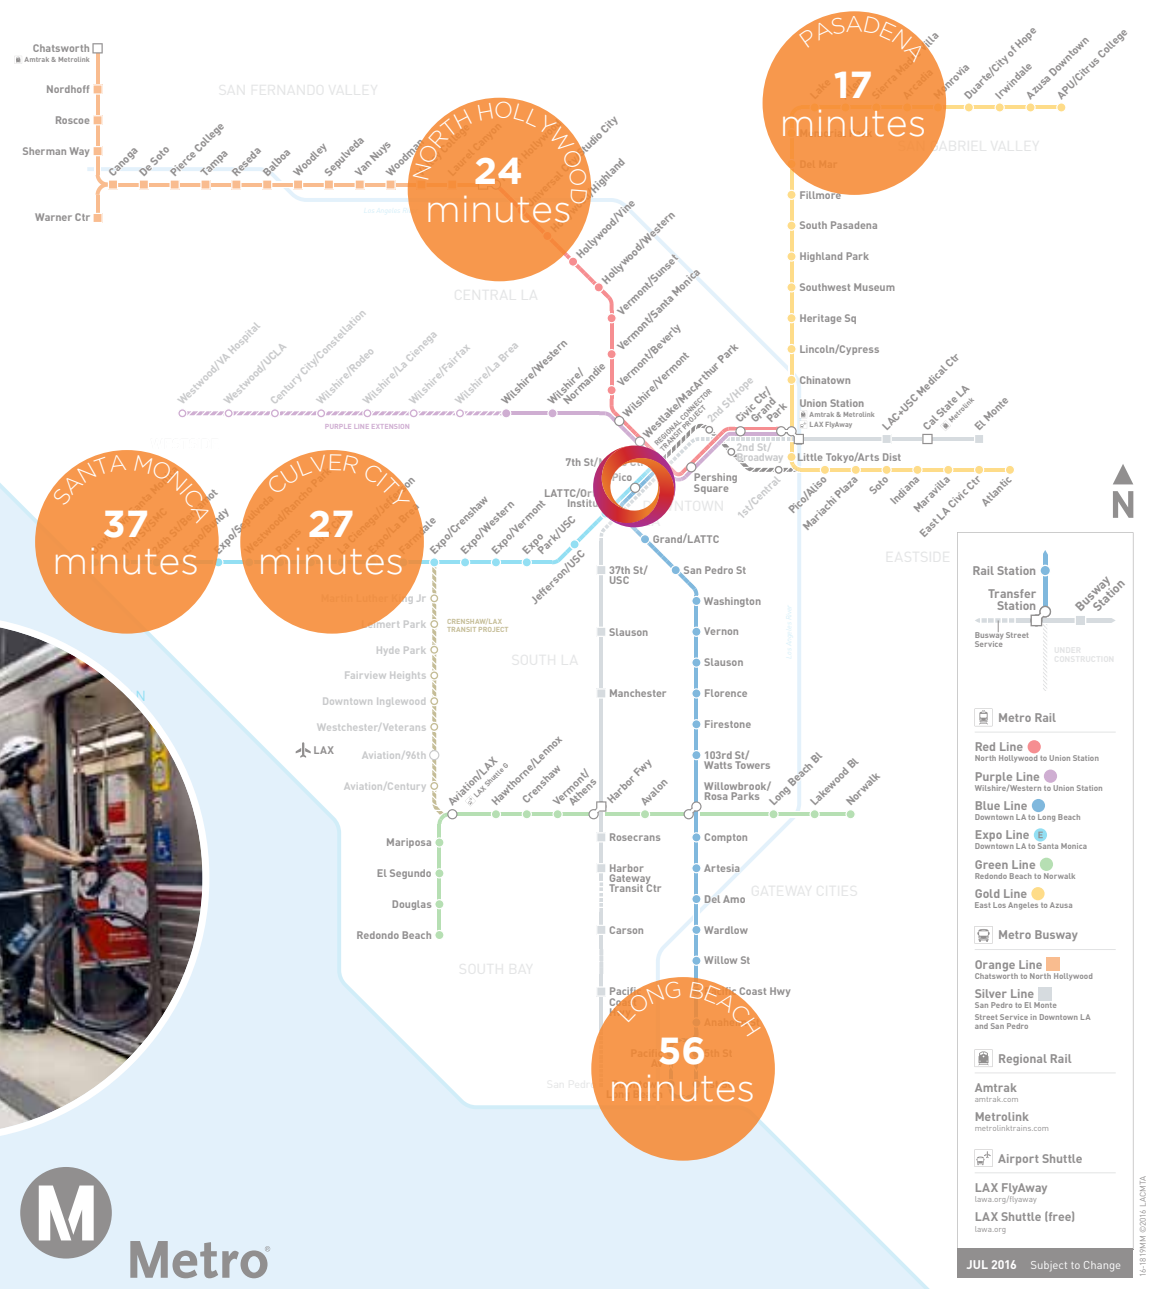 PASADENA
17
minutes
NORTH HOLLYWOOD
24
minutes
SANTA MONICA
37
minutes
CULVER CITY
27
minutes
LONG BEACH
56
minutes
Chatsworth
Amtrak & Metrolink
Nordhoff
Roscoe
Sherman Way
Warner Ctr
Canoga
De Soto
Pierce College
Tampa
Reseda
Balboa
Woodley
Sepulveda
Van Nuys
Woodman
Laurel Canyon
SAN FERNANDO VALLEY
CENTRAL LA
Hollywood/Vine
Hollywood/Western
Vermont/Sunset
Vermont/Santa Monica
Vermont/Beverly
Wilshire/Vermont
Westlake/MacArthur Park
Westwood/VA Hospital
Westwood/UCLA
Century City/Constellation
Wilshire/Rodeo
Wilshire/La Cienega
Wilshire/Fairfax
Wilshire/La Brea
Wilshire/Western
Wilshire/
Normandie
PURPLE LINE EXTENSION
REGIONAL CONNECTOR
TRANSIT PROJECT
2nd St/Hope
2nd St/
Broadway
1st/Central
Civic Ctr/
Grand
Park
Pershing
Square
Pico
Duarte/City of Hope
Irwindale
Azusa Downtown
APU/Citrus College
Del Mar
Fillmore
South Pasadena
Highland Park
Southwest Museum
Heritage Sq
Lincoln/Cypress
Chinatown
Union Station
Amtrak & Metrolink
LAX FlyAway
LAC+USC Medical Ctr
Cal State LA
Metrolink
El Monte
Little Tokyo/Arts Dist
Pico/Aliso
Mariachi Plaza
Soto
Indiana
Maravilla
East LA Civic Ctr
Atlantic
EASTSIDE
N
Expo/Crenshaw
Expo/Western
Expo/Vermont
Expo
Park/USC
Jefferson/USC
Grand/LATTC
San Pedro St
Washington
Vernon
Slauson
Florence
Firestone
103rd St/
Watts Towers
Willowbrook/
Rosa Parks
37th St/
USC
Slauson
Manchester
Harbor Fwy
SOUTH LA
Leimert Park
Hyde Park
Fairview Heights
Downtown Inglewood
Westchester/Veterans
Aviation/96th
Aviation/Century
CRENSHAW/LAX
TRANSIT PROJECT
LAX
Aviation/LAX
LAX Shuttle G
Hawthorne/Lennox
Crenshaw
Vermont/
Athens
Avalon
Long Beach Bl
Lakewood Bl
Norwalk
Mariposa
El Segundo
Douglas
Redondo Beach
Rosecrans
Harbor
Gateway
Transit Ctr
Carson
Compton
Artesia
Del Amo
Wardlow
Willow St
GATEWAY CITIES
SOUTH BAY
Rail Station
Transfer
Station
Busway
Station
Busway Street
Service
UNDER
CONSTRUCTION
Metro Rail
Red Line
North Hollywood to Union Station
Purple Line
Wilshire/Western to Union Station
Blue Line
Downtown LA to Long Beach
Expo Line E
Downtown LA to Santa Monica
Green Line
Redondo Beach to Norwalk
Gold Line
East Los Angeles to Azusa
Metro Busway
Orange Line
Chatsworth to North Hollywood
Silver Line
San Pedro to El Monte
Street Service in Downtown LA
and San Pedro
Regional Rail
Amtrak
amtrak.com
Metrolink
metrolinktrains.com
Airport Shuttle
LAX FlyAway
lawa.org/flyaway
LAX Shuttle (free)
lawa.org
JUL 2016 Subject to Change
16-1819MM ©2016 LACMTA
M
Metro